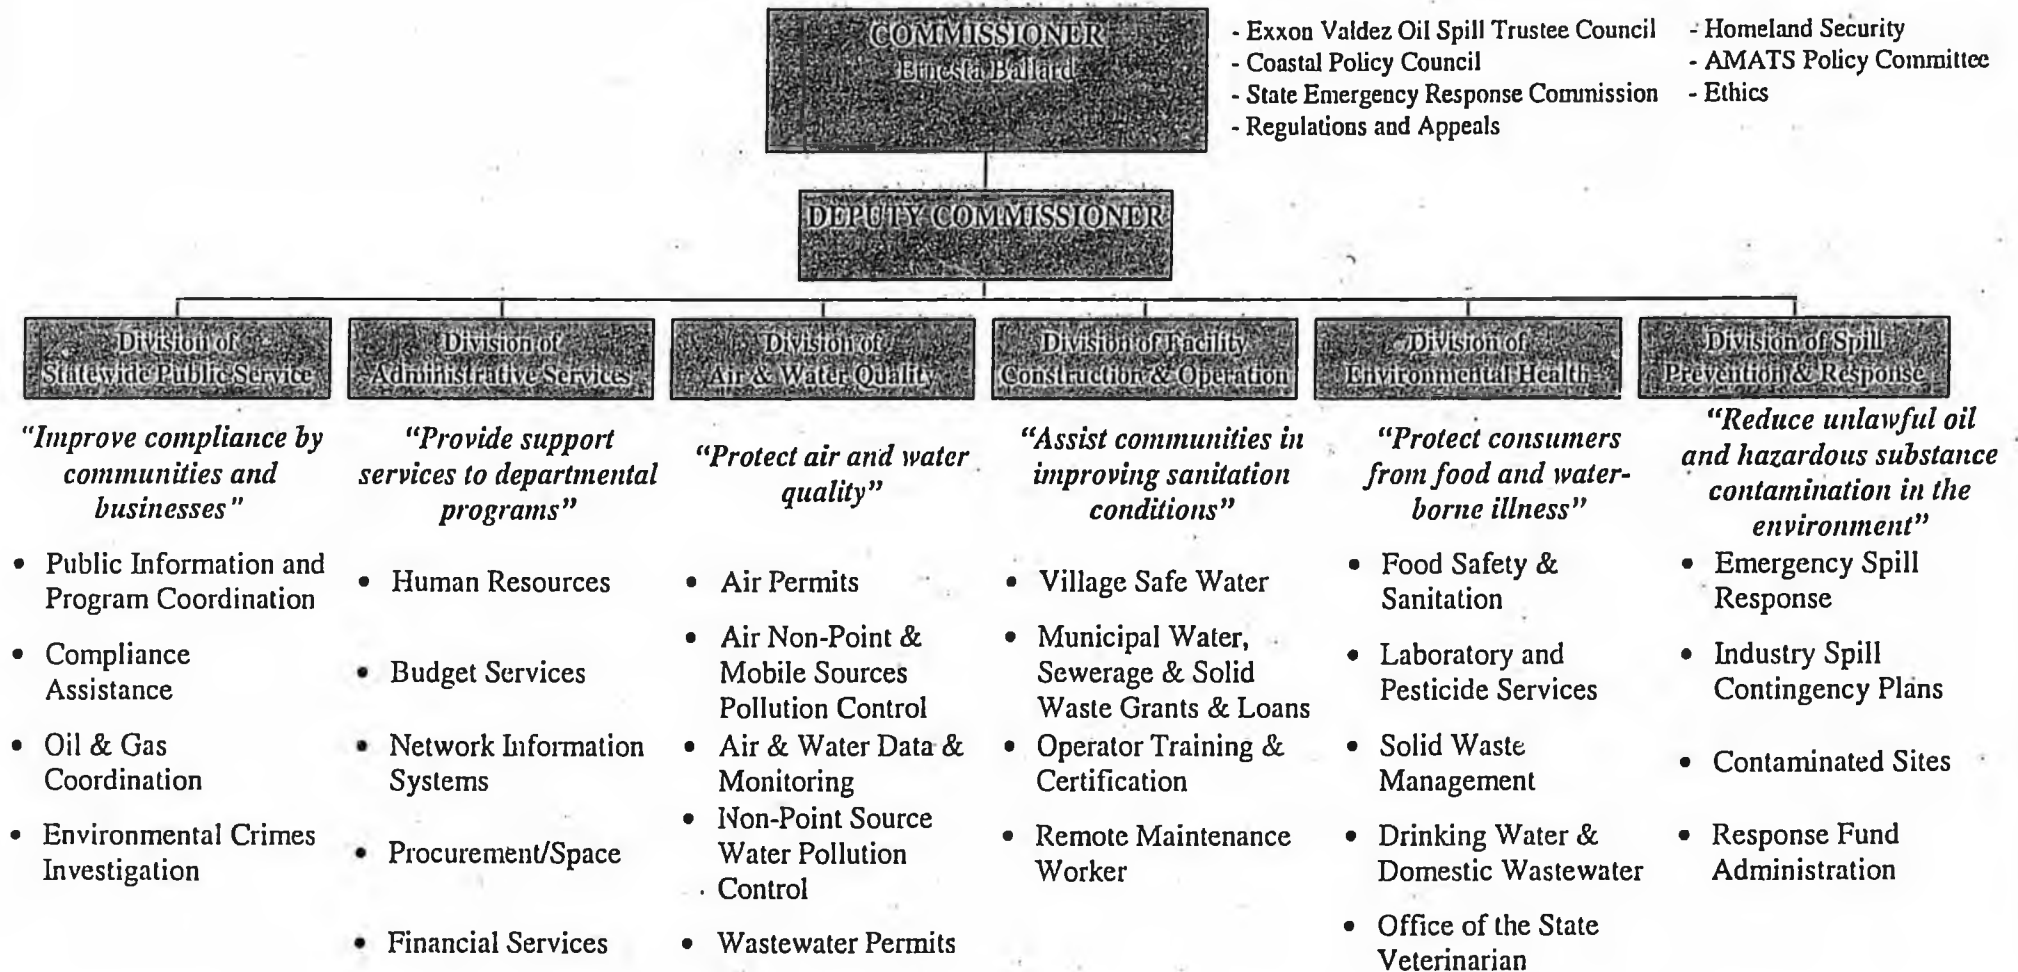 COMMISSIONER
Ernesta Ballard
- Exxon Valdez Oil Spill Trustee Council
- Coastal Policy Council
- State Emergency Response Commission
- Regulations and Appeals
- Homeland Security
- AMATS Policy Committee
- Ethics
DEPUTY COMMISSIONER
Division of
Statewide Public Service
"Improve compliance by
communities and
businesses"
• Public Information and
Program Coordination
• Compliance
Assistance
• Oil & Gas
Coordination
• Environmental Crimes
Investigation
Division of
Administrative Services
“Provide support
services to departmental
programs”
• Human Resources
• Budget Services
• Network Information
Systems
• Procurement/Space
• Financial Services
Division of
Air & Water Quality
“Protect air and water
quality”
• Air Permits
• Air Non-Point &
Mobile Sources
Pollution Control
• Air & Water Data &
Monitoring
• Non-Point Source
Water Pollution
Control
• Wastewater Permits
Division of Facility
Construction & Operation
“Assist communities in
improving sanitation
conditions”
• Village Safe Water
• Municipal Water,
Sewerage & Solid
Waste Grants & Loans
• Operator Training &
Certification
• Remote Maintenance
Worker
Division of
Environmental Health
“Protect consumers
from food and water-
borne illness”
• Food Safety &
Sanitation
• Laboratory and
Pesticide Services
• Solid Waste
Management
• Drinking Water &
Domestic Wastewater
• Office of the State
Veterinarian
Division of Spill
Prevention & Response
“Reduce unlawful oil
and hazardous substance
contamination in the
environment”
• Emergency Spill
Response
• Industry Spill
Contingency Plans
• Contaminated Sites
• Response Fund
Administration